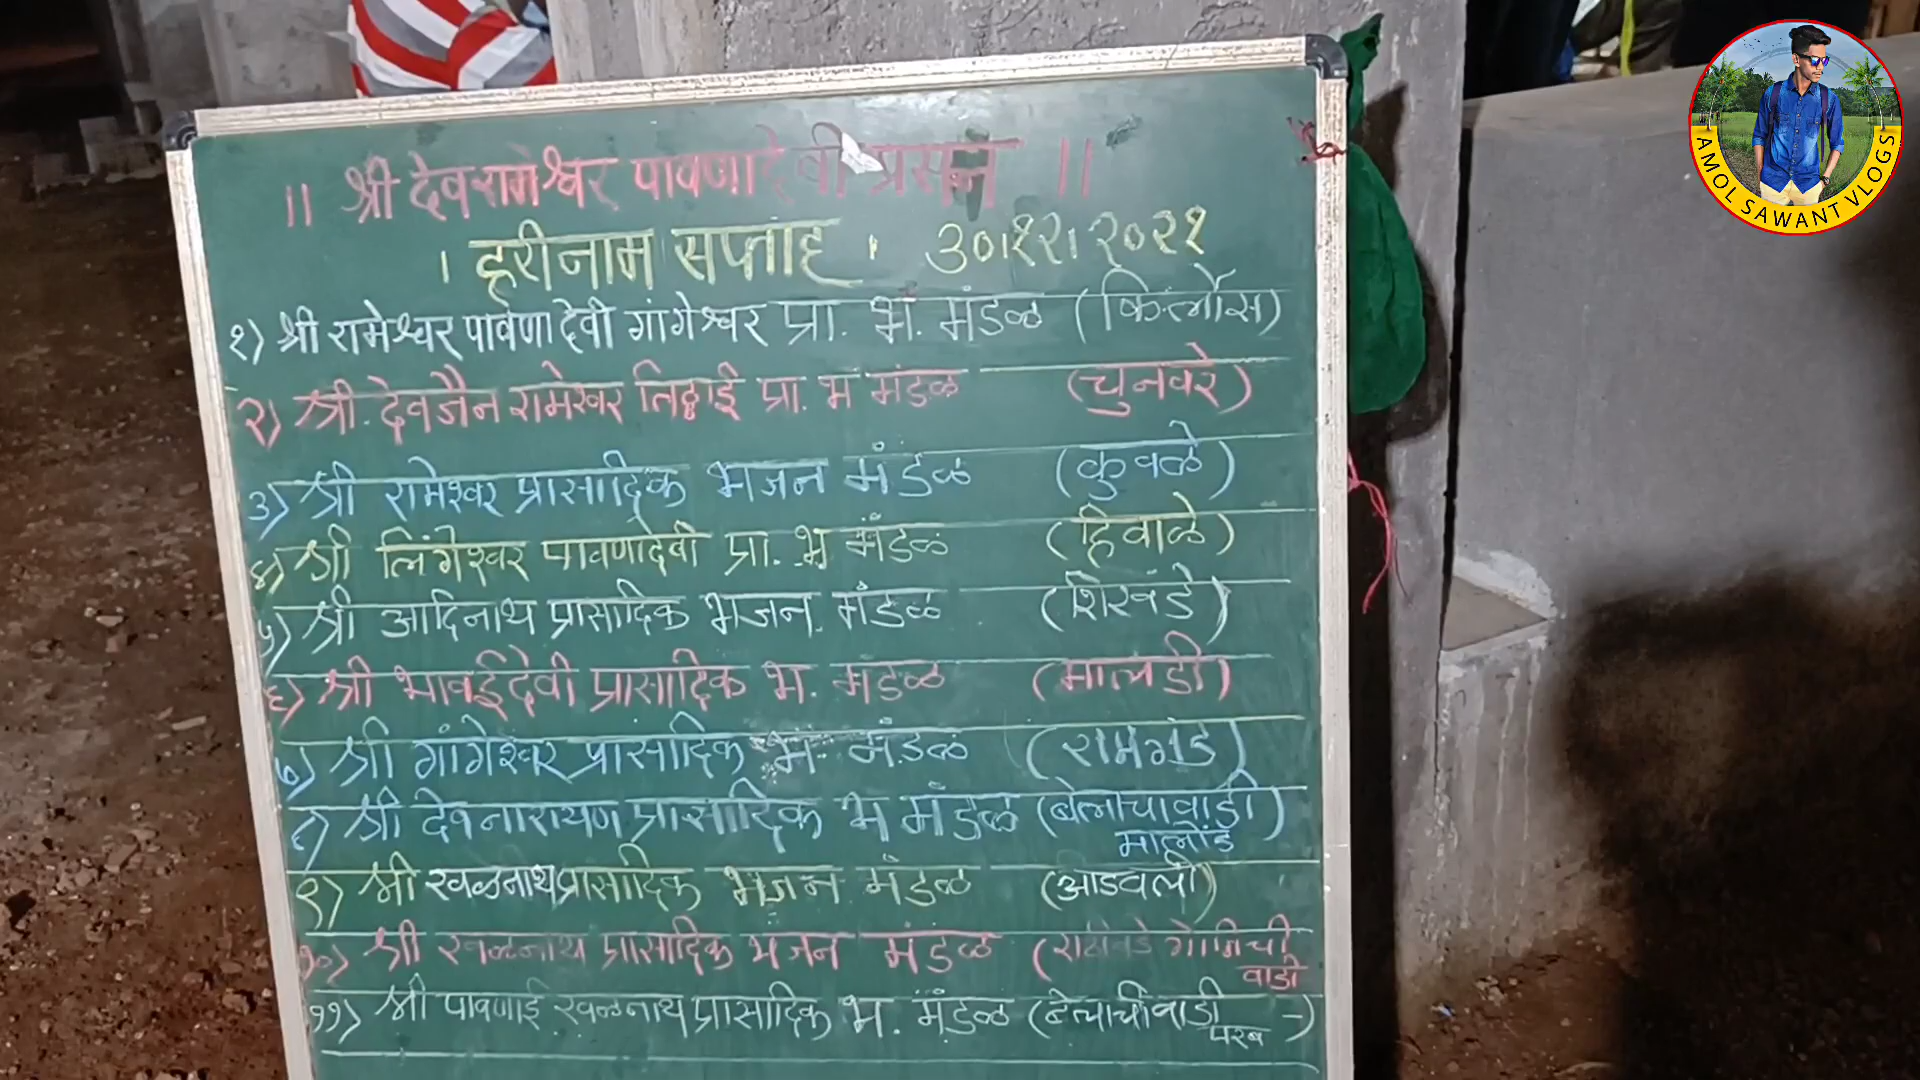 ॥ श्री देव रामेश्वर पावणादेवी प्रसन्न ॥
। हरीनाम सप्ताह । ३०।१२।२०२१
१) श्री रामेश्वर पावणादेवी गांगेश्वर प्रा. भ. मंडळ (किर्लोस)
२) श्री. देवजैन रामेश्वर तिठ्ठाई प्रा. भ मंडळ (चुनवरे)
३) श्री रामेश्वर प्रासादिक भजन मंडळ (कुवळे)
४) श्री लिंगेश्वर पावणादेवी प्रा. भ मंडळ (हिवाळे)
५) श्री आदिनाथ प्रासादिक भजन मंडळ (शिरवंडे)
६) श्री भावईदेवी प्रासादिक भ. मंडळ (मालडी)
७) श्री गांगेश्वर प्रासादिक भ. मंडळ (रामगड)
८) श्री देवनारायण प्रासादिक भ मंडळ (बेलाचीवाडी)
मालोंड
९) श्री रवळनाथ प्रासादिक भजन मंडळ (आडवली)
१०) श्री रवळनाथ प्रासादिक भजन मंडळ (राठिवडे
वाडी
११) श्री पावणाई रवळनाथ प्रासादिक भ. मंडळ
परब
AMOL SAWANT VLOGS